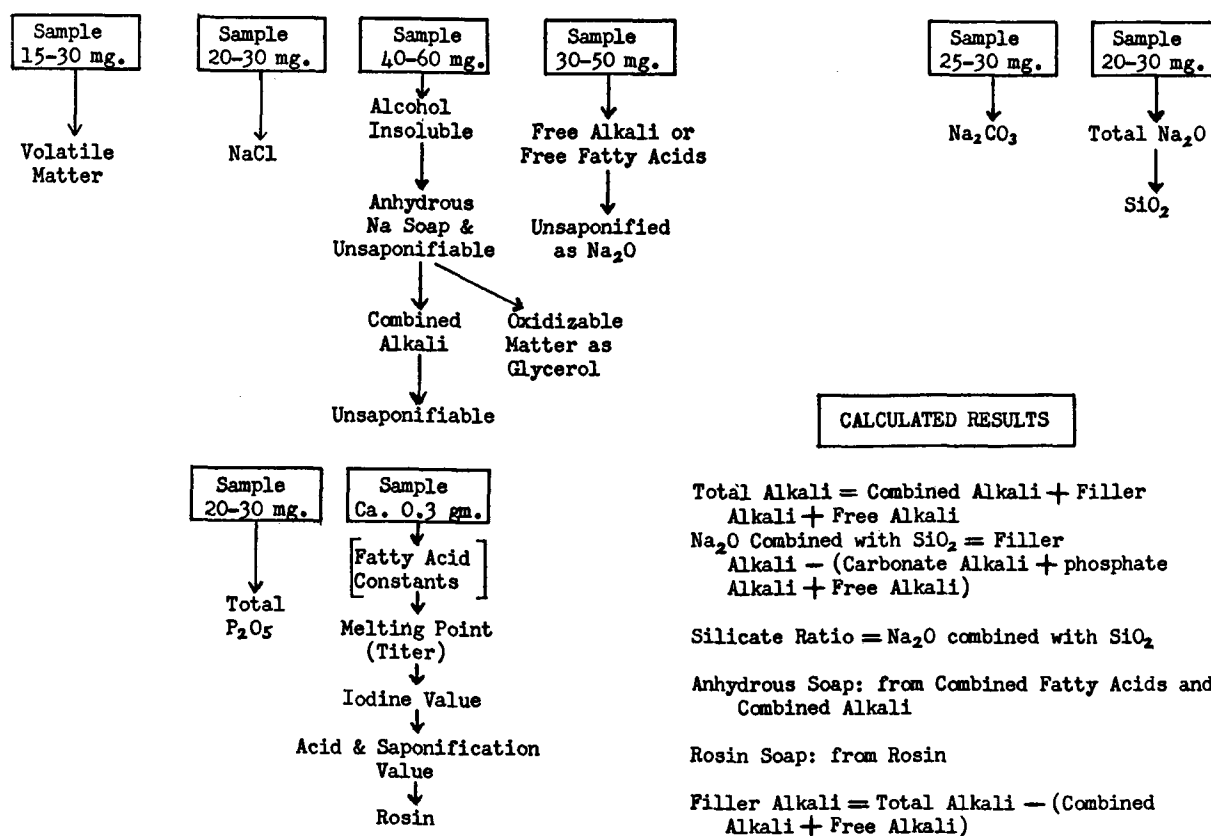 Sample
15-30 mg.
Volatile
Matter
Sample
20-30 mg.
NaCl
Sample
40-60 mg.
Alcohol
Insoluble
Anhydrous
Na Soap &
Unsaponifiable
Combined
Alkali
Oxidizable
Matter as
Glycerol
Unsaponifiable
Sample
30-50 mg.
Free Alkali or
Free Fatty Acids
Unsaponified
as Na₂O
Sample
25-30 mg.
Na₂CO₃
Sample
20-30 mg.
Total Na₂O
SiO₂
Sample
20-30 mg.
Total
P₂O₅
Sample
Ca. 0.3 gm.
[Fatty Acid
Constants]
Melting Point
(Titer)
Iodine Value
Acid & Saponification
Value
Rosin
CALCULATED RESULTS
Total Alkali = Combined Alkali + Filler
Alkali + Free Alkali
Na₂O Combined with SiO₂ = Filler
Alkali — (Carbonate Alkali + phosphate
Alkali + Free Alkali)
Silicate Ratio = Na₂O combined with SiO₂
Anhydrous Soap: from Combined Fatty Acids and
Combined Alkali
Rosin Soap: from Rosin
Filler Alkali = Total Alkali — (Combined
Alkali + Free Alkali)